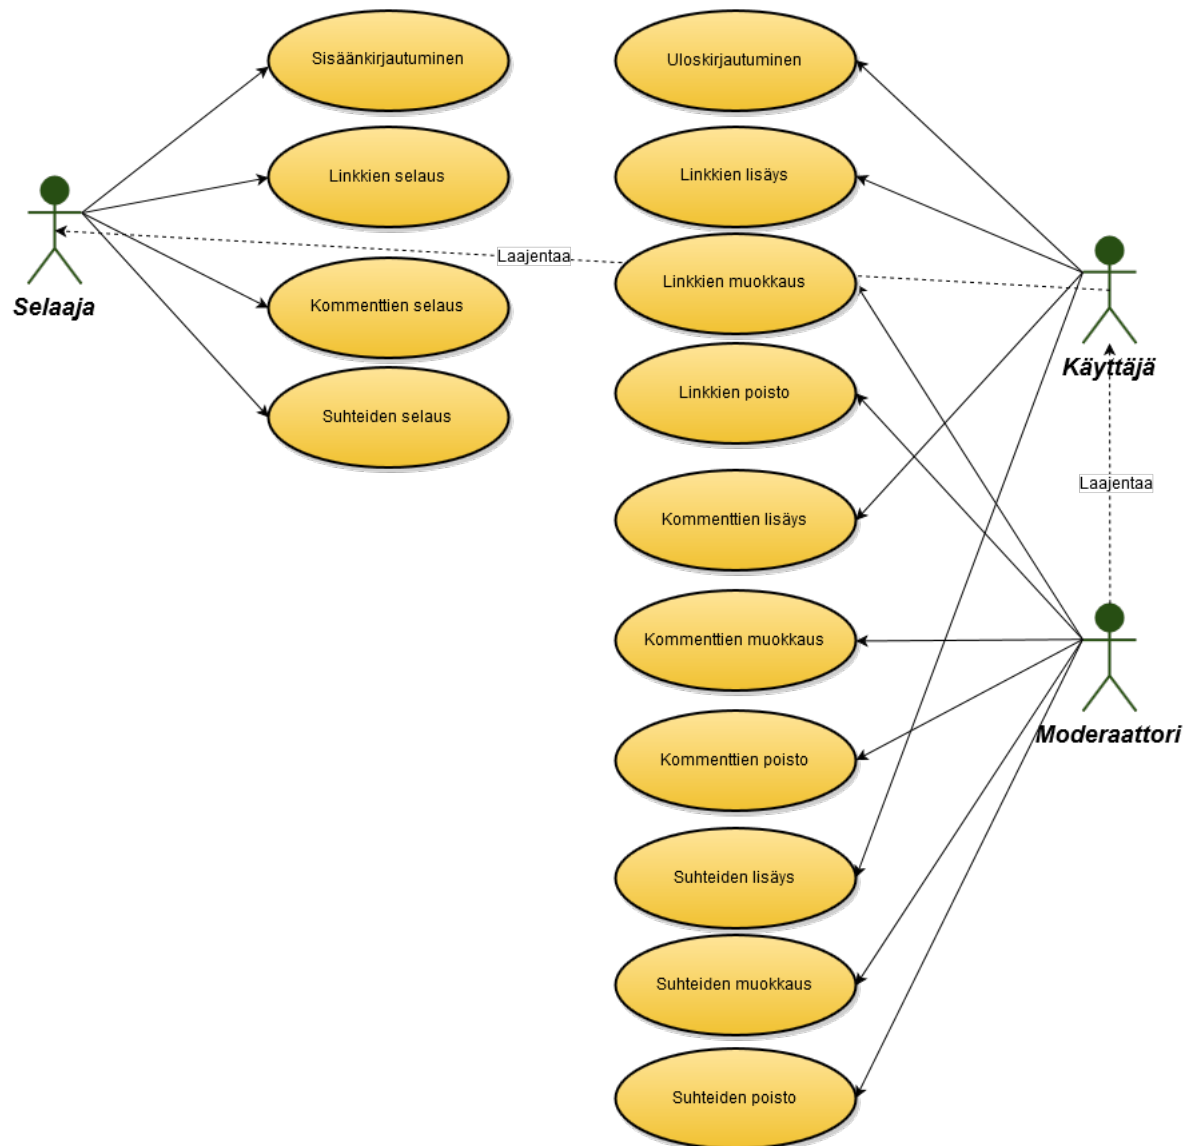 Sisäänkirjautuminen
Uloskirjautuminen
Linkkien selaus
Linkkien lisäys
Laajentaa
Linkkien muokkaus
Selaaja
Kommenttien selaus
Käyttäjä
Linkkien poisto
Suhteiden selaus
Laajentaa
Kommenttien lisäys
Kommenttien muokkaus
Moderaattori
Kommenttien poisto
Suhteiden lisäys
Suhteiden muokkaus
Suhteiden poisto